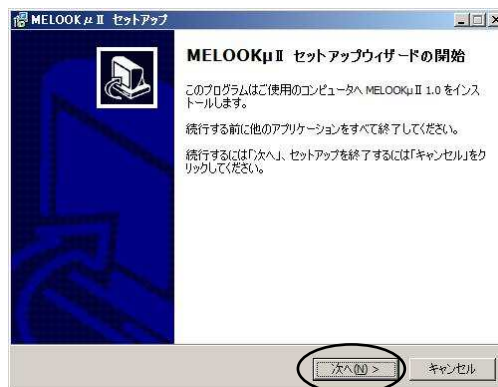 MELOOKμⅡ セットアップ
MELOOKμⅡ セットアップウィザードの開始
このプログラムはご使用のコンピュータへ MELOOKμⅡ 1.0 をインス
トールします。
続行する前に他のアプリケーションをすべて終了してください。
続行するには「次へ」、セットアップを終了するには「キャンセル」をク
リックしてください。
次へ(N) >
キャンセル